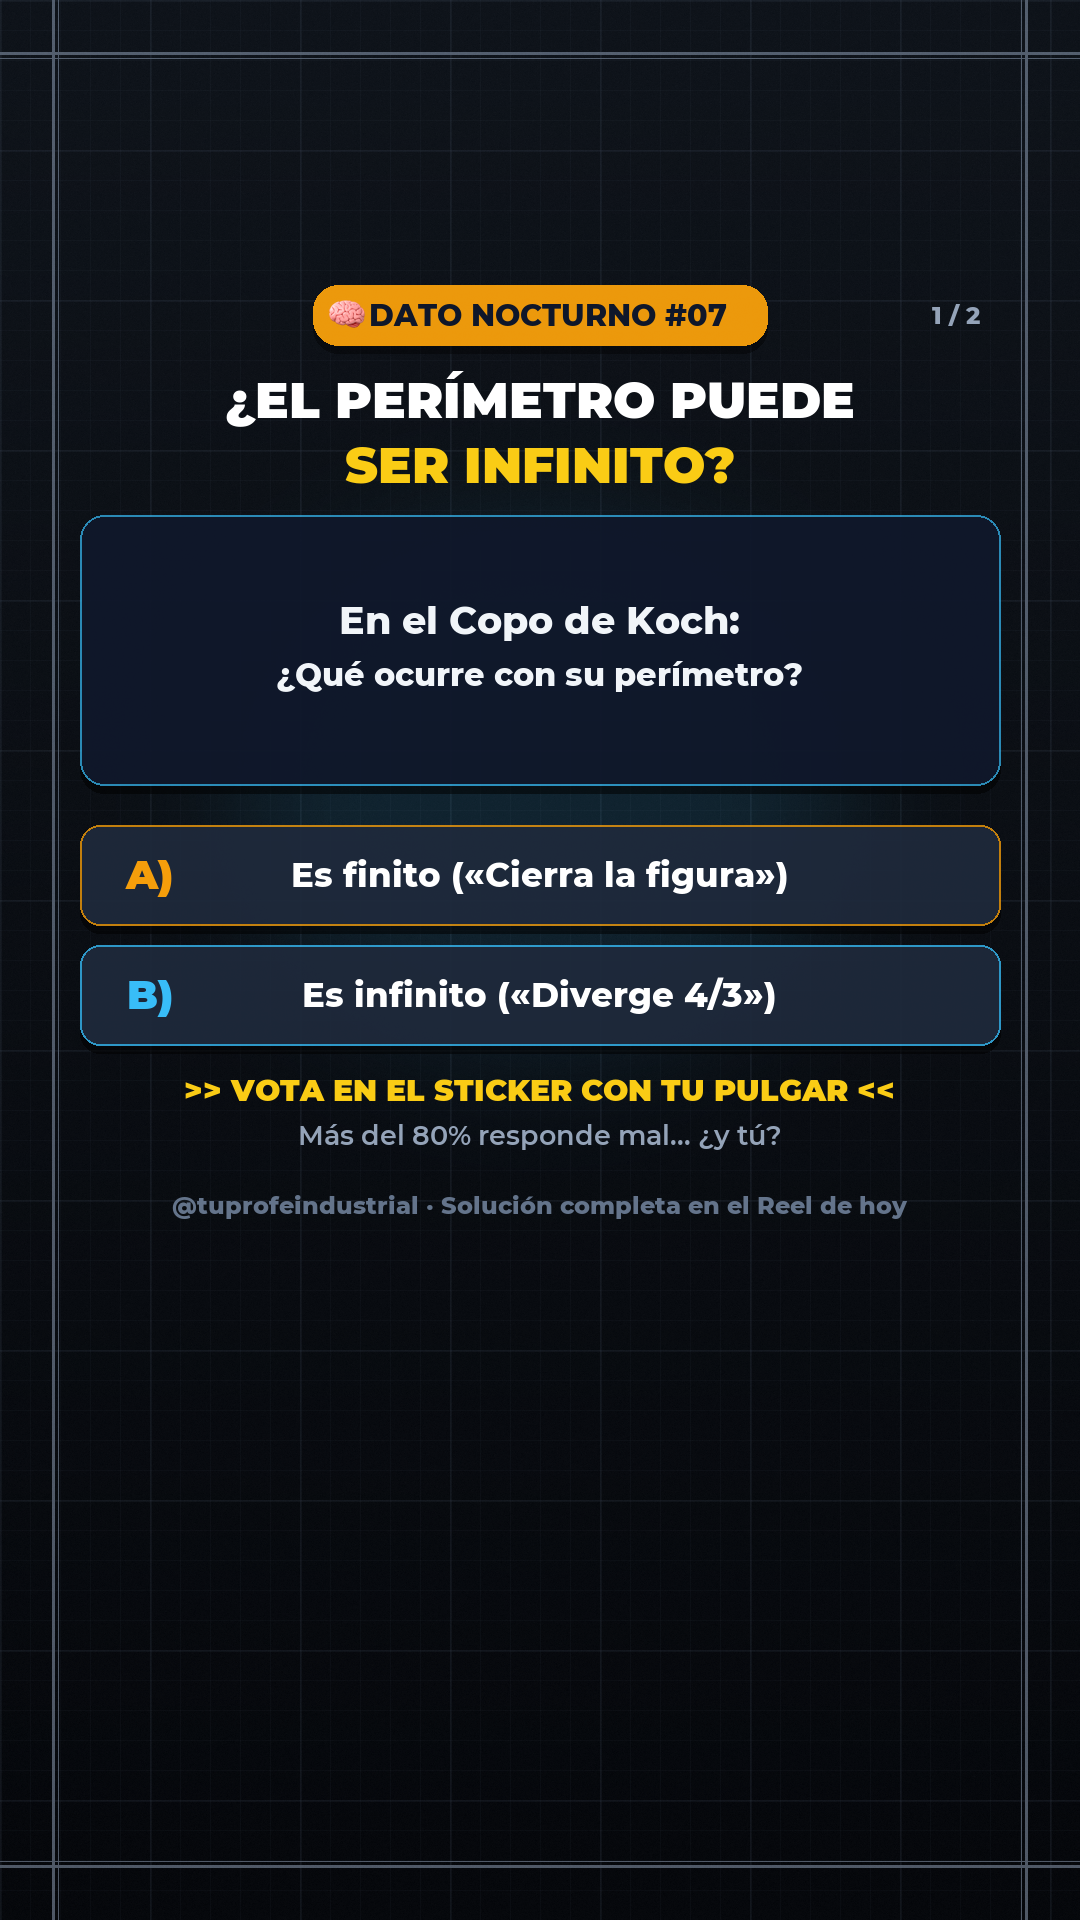 🧠 DATO NOCTURNO #07
1 / 2
¿EL PERÍMETRO PUEDE
SER INFINITO?
En el Copo de Koch:
¿Qué ocurre con su perímetro?
A) Es finito («Cierra la figura»)
B) Es infinito («Diverge 4/3»)
>> VOTA EN EL STICKER CON TU PULGAR <<
Más del 80% responde mal... ¿y tú?
@tuprofeindustrial · Solución completa en el Reel de hoy